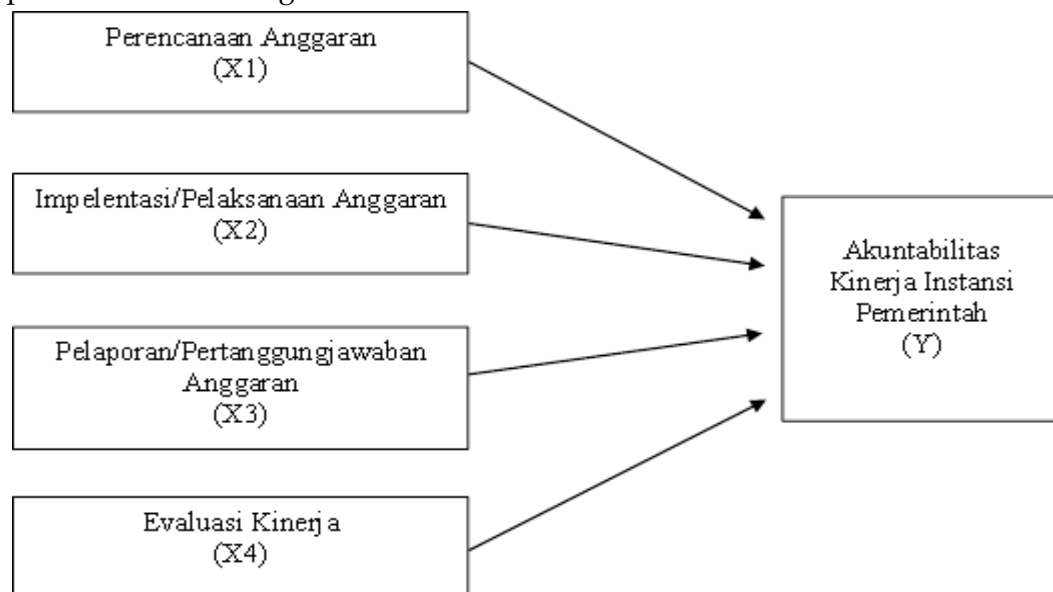 Perencanaan Anggaran
(X1)
Impelentasi/Pelaksanaan Anggaran
(X2)
Pelaporan/Pertanggungjawaban
Anggaran
(X3)
Evaluasi Kinerja
(X4)
Akuntabilitas
Kinerja Instansi
Pemerintah
(Y)